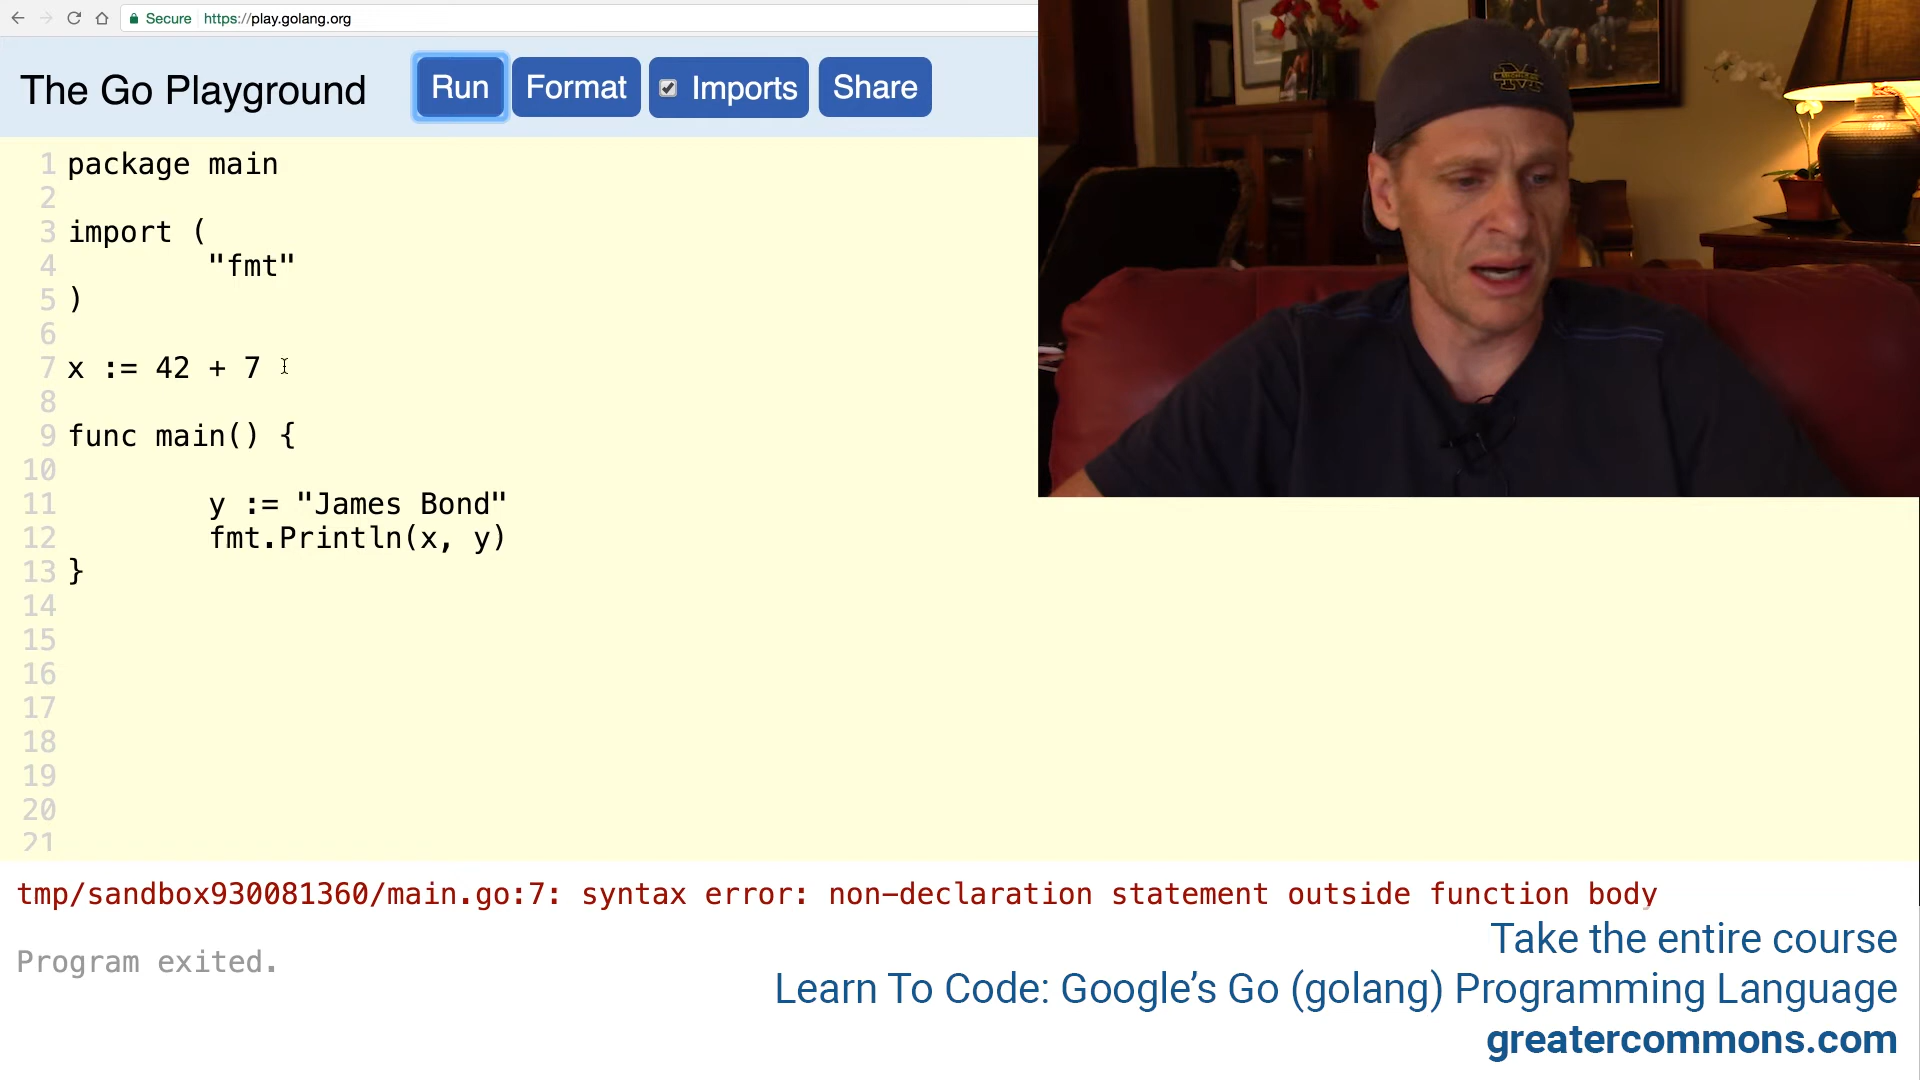 Secure https://play.golang.org
The Go Playground Run Format Imports Share
1 package main
2
3 import (
4 "fmt"
5 )
6
7 x := 42 + 7
8
9 func main() {
10
11 y := "James Bond"
12 fmt.Println(x, y)
13 }
14
15
16
17
18
19
20
21
tmp/sandbox930081360/main.go:7: syntax error: non-declaration statement outside function body
Program exited.
Take the entire course
Learn To Code: Google’s Go (golang) Programming Language
greatercommons.com